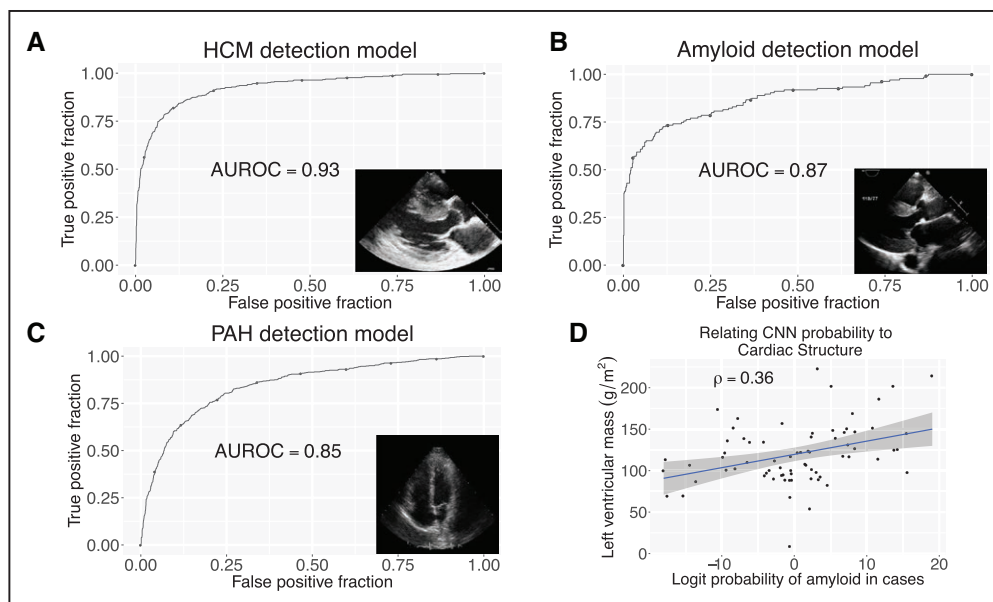 A
HCM detection model
True positive fraction
1.00
0.75
0.50
0.25
0.00
AUROC = 0.93
0.00 0.25 0.50 0.75 1.00
False positive fraction
B
Amyloid detection model
True positive fraction
1.00
0.75
0.50
0.25
0.00
AUROC = 0.87
0.00 0.25 0.50 0.75 1.00
False positive fraction
C
PAH detection model
True positive fraction
1.00
0.75
0.50
0.25
0.00
AUROC = 0.85
0.00 0.25 0.50 0.75 1.00
False positive fraction
D
Relating CNN probability to
Cardiac Structure
Left ventricular mass (g/m²)
200
150
100
50
0
ρ = 0.36
−10 0 10 20
Logit probability of amyloid in cases